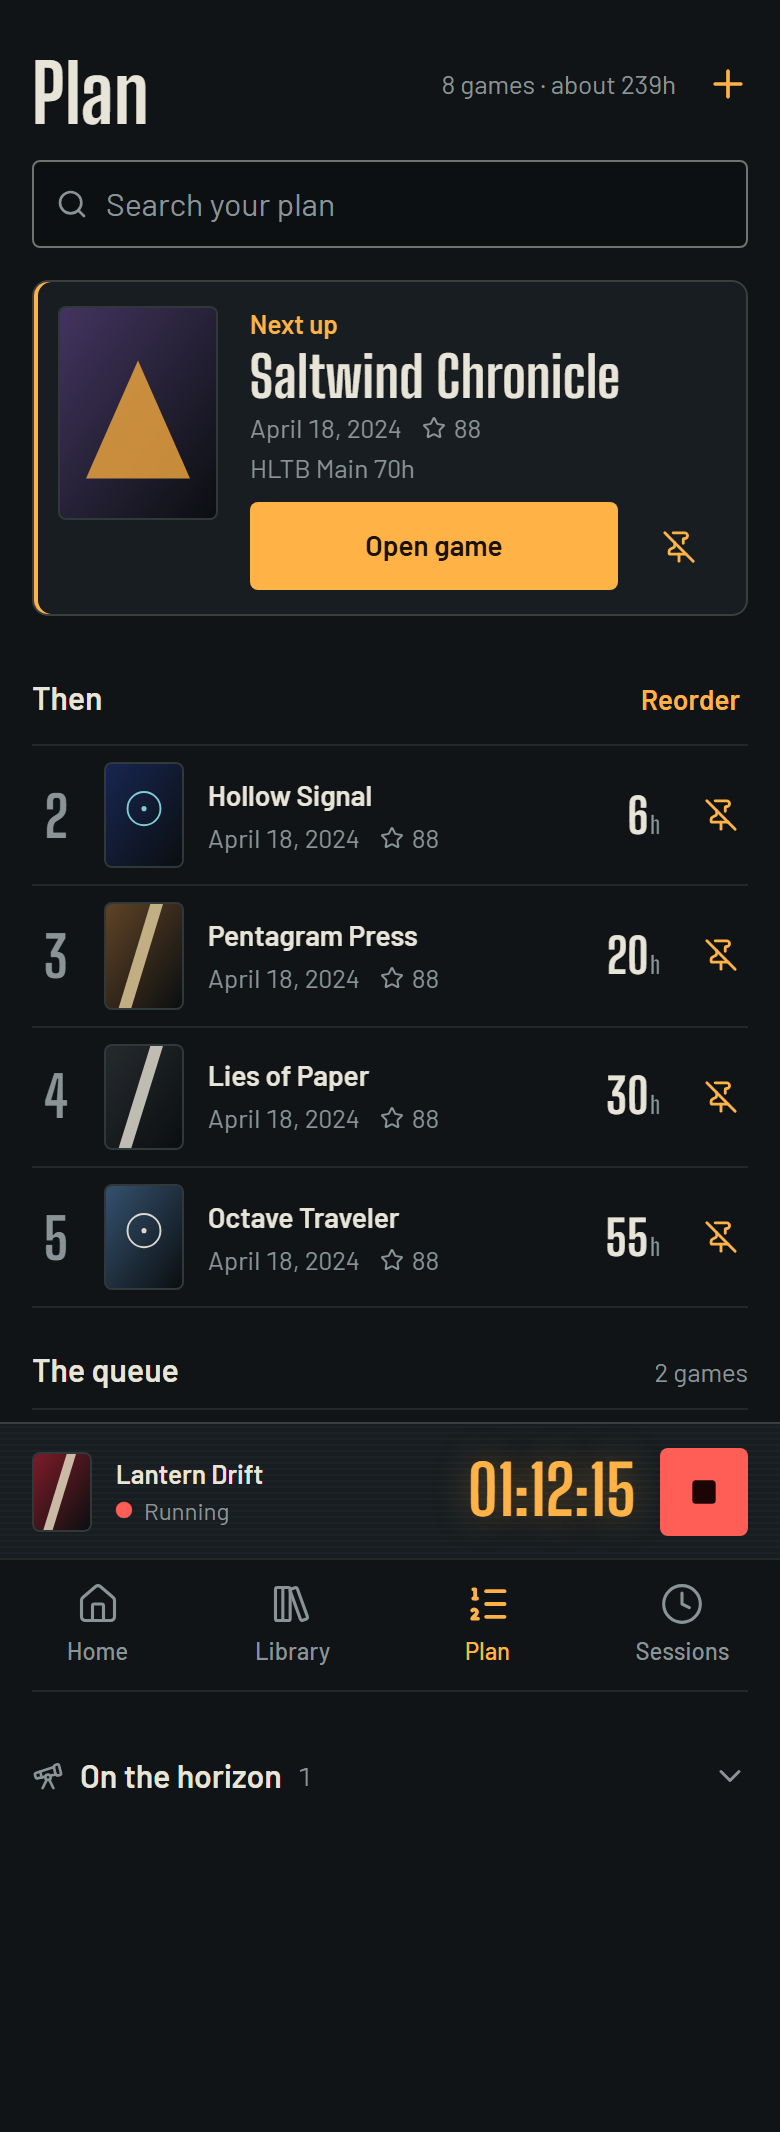 Plan
8 games · about 239h
Search your plan
Next up
Saltwind Chronicle
April 18, 2024 88
HLTB Main 70h
Open game
Then
Reorder
2
Hollow Signal
April 18, 2024 88
6h
3
Pentagram Press
April 18, 2024 88
20h
4
Lies of Paper
April 18, 2024 88
30h
5
Octave Traveler
April 18, 2024 88
55h
The queue
2 games
Lantern Drift
Running
01:12:15
Home
Library
Plan
Sessions
On the horizon 1